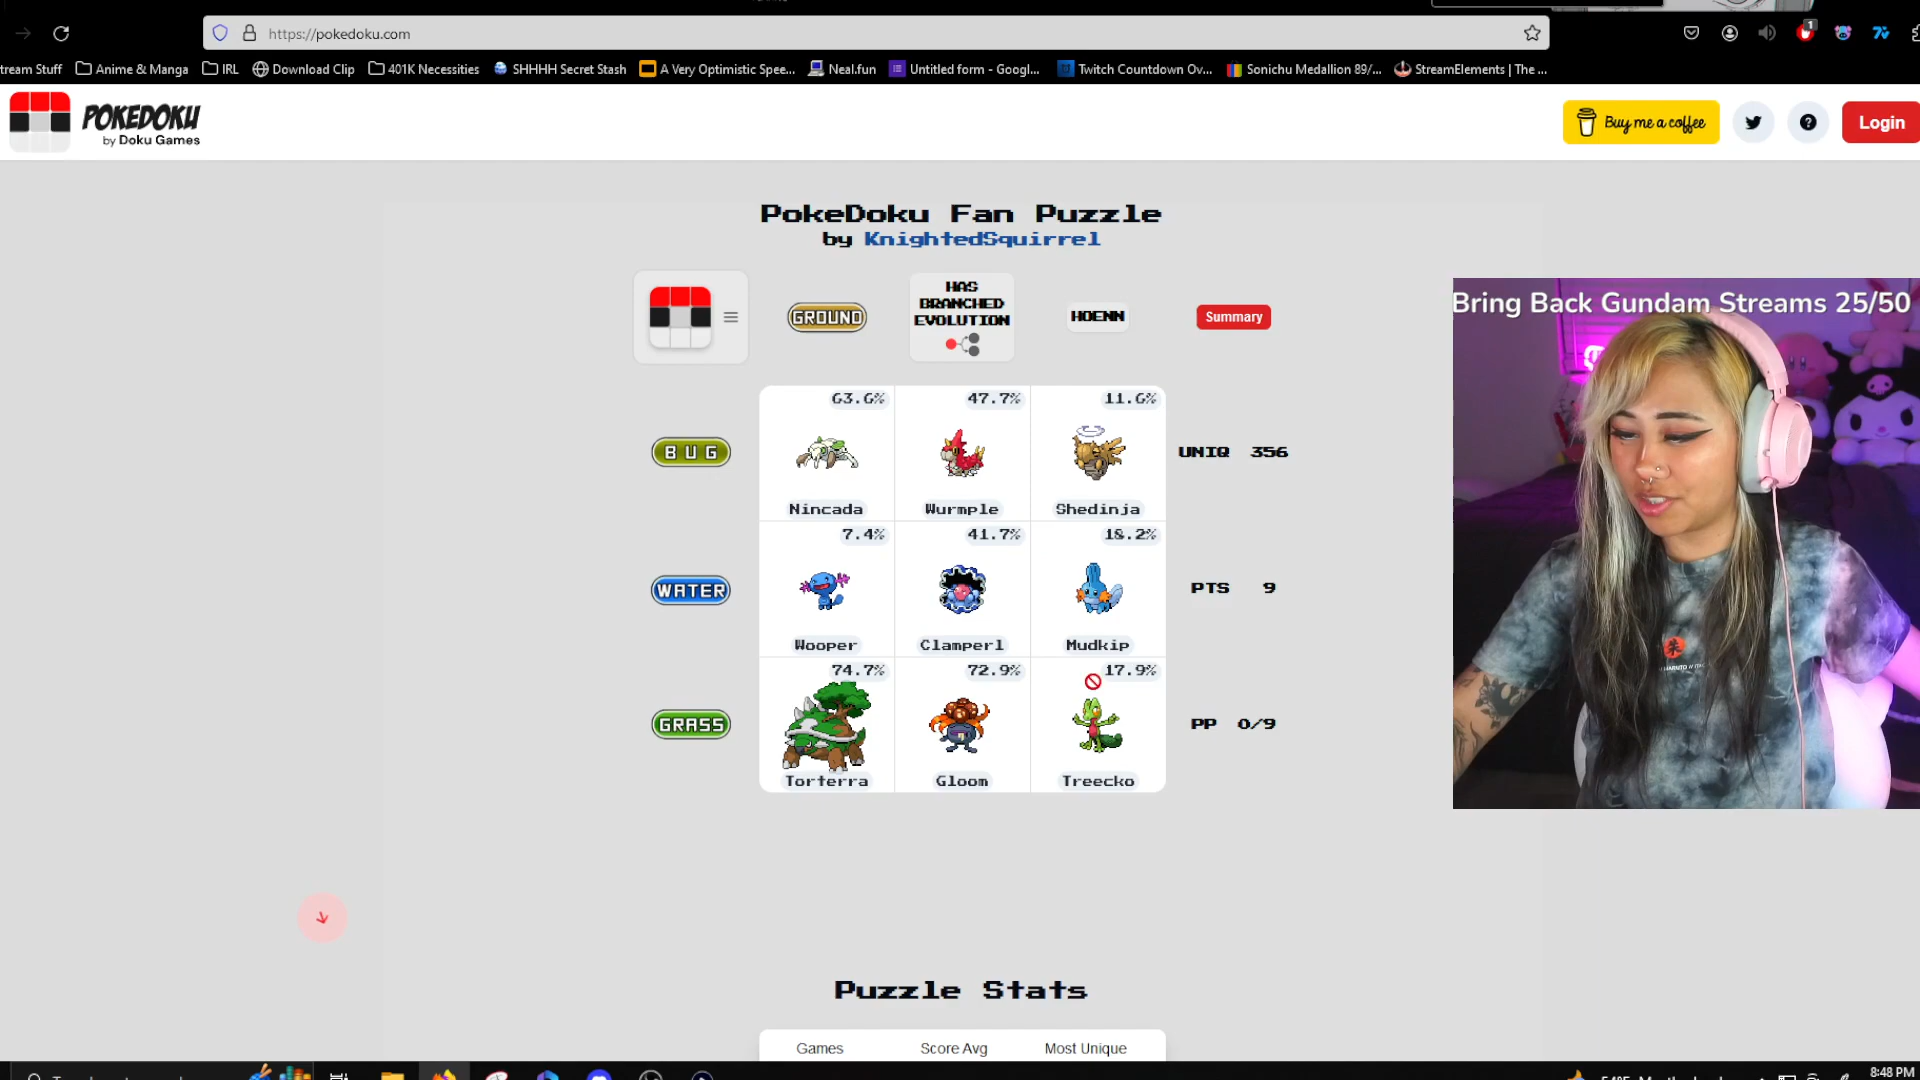 https://pokedoku.com
1
tream Stuff
Anime & Manga
IRL
Download Clip
401K Necessities
SHHHH Secret Stash
A Very Optimistic Spee...
Neal.fun
Untitled form - Googl...
Twitch Countdown Ov...
Sonichu Medallion 89/...
StreamElements | The ...
POKEDOKU
by Doku Games
Buy me a coffee
Login
PokeDoku Fan Puzzle
by KnightedSquirrel
GROUND
HAS
BRANCHED
EVOLUTION
HOENN
Summary
Bring Back Gundam Streams 25/50
BUG
63.6%
Nincada
47.7%
Wurmple
11.6%
Shedinja
UNIQ 356
WATER
7.4%
Wooper
41.7%
Clamperl
18.2%
Mudkip
PTS 9
GRASS
74.7%
Torterra
72.9%
Gloom
17.9%
Treecko
PP 0/9
Puzzle Stats
Games
Score Avg
Most Unique
8:48 PM